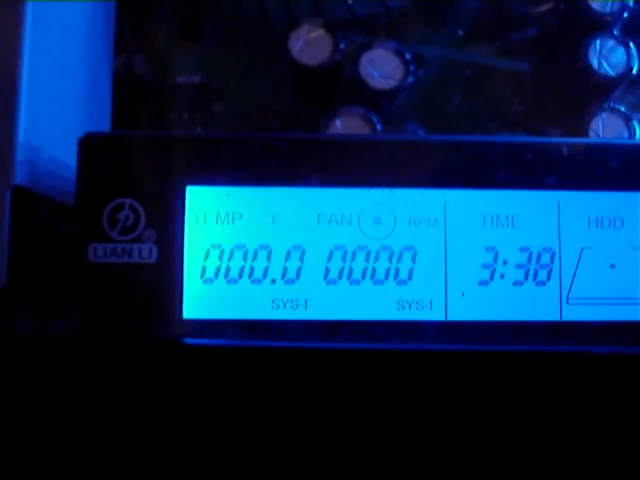 TEMP F FAN RPM TIME HDD
LIAN LI
000.0 0000 3:38
SYS-1 SYS-1